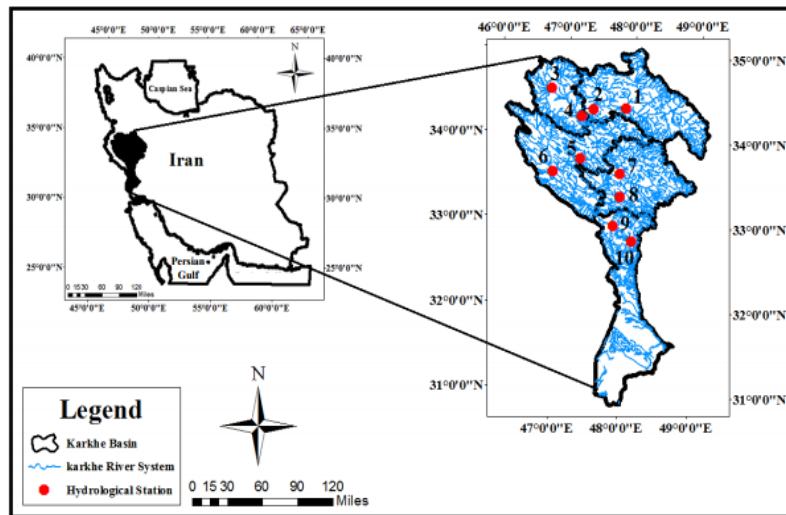 45°0'0"E 50°0'0"E 55°0'0"E 60°0'0"E 65°0'0"E
40°0'0"N
40°0'0"N
N
Caspian Sea
35°0'0"N
35°0'0"N
Iran
30°0'0"N
30°0'0"N
Persian
Gulf
25°0'0"N
25°0'0"N
0 15 30 60 90 120
Miles
45°0'0"E 50°0'0"E 55°0'0"E 60°0'0"E
46°0'0"E 47°0'0"E 48°0'0"E 49°0'0"E
35°0'0"N
3
2
1
4
34°0'0"N
34°0'0"N
5
6
7
8
33°0'0"N
33°0'0"N
9
10
32°0'0"N
32°0'0"N
31°0'0"N
31°0'0"N
47°0'0"E 48°0'0"E 49°0'0"E
Legend
Karkhe Basin
karkhe River System
Hydrological Station
N
0 15 30 60 90 120
Miles